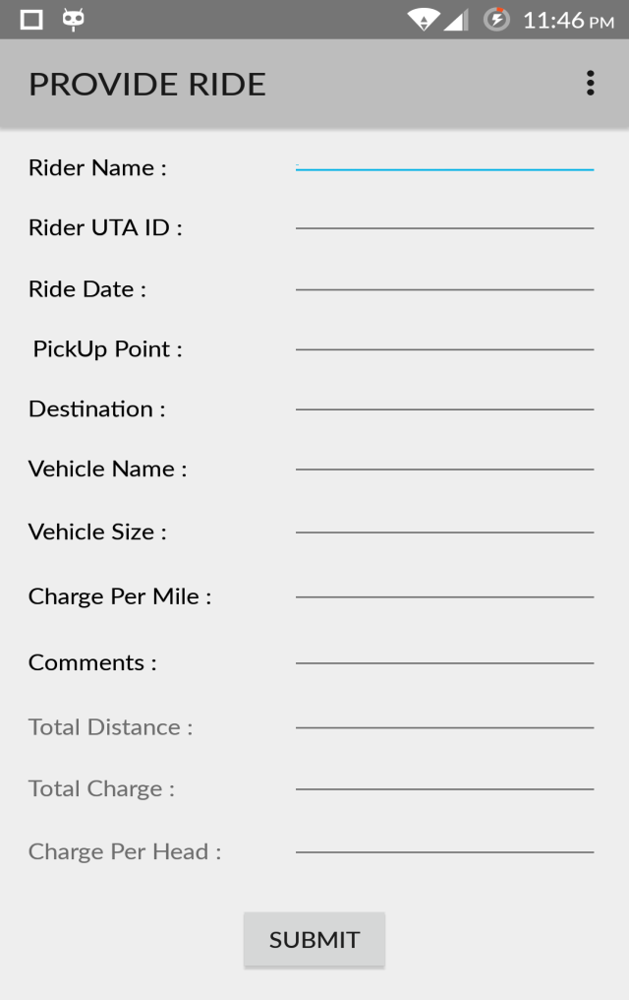 11:46 PM
PROVIDE RIDE
Rider Name :
Rider UTA ID :
Ride Date :
PickUp Point :
Destination :
Vehicle Name :
Vehicle Size :
Charge Per Mile :
Comments :
Total Distance :
Total Charge :
Charge Per Head :
SUBMIT